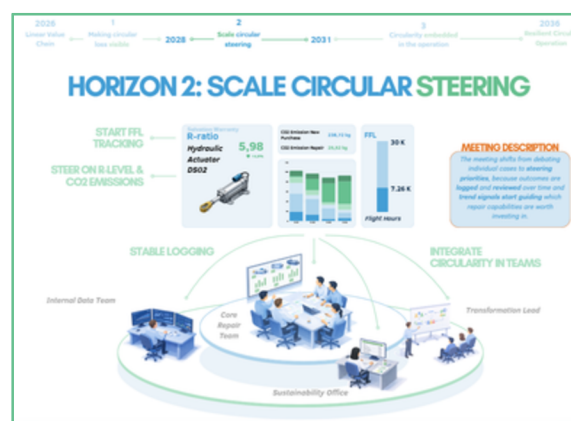 2026
Linear Value
Chain
1
Making circular
loss visible
2028
2
Scale circular
steering
2031
3
Circularity embedded
in the operation
2036
Resilient Circular
Operation
HORIZON 2: SCALE CIRCULAR STEERING
START FFL
TRACKING
STEER ON R-LEVEL &
CO2 EMISSIONS
R-ratio
Hydraulic
Actuator
DS02
5,98
CO2 Emission New
Purchase
CO2 Emission Repair
FFL
30 K
7.26 K
Flight Hours
MEETING DESCRIPTION
The meeting shifts from debating
individual cases to steering
priorities, because outcomes are
logged and reviewed over time and
trend signals start guiding which
repair capabilities are worth
investing in.
STABLE LOGGING
INTEGRATE
CIRCULARITY IN TEAMS
Internal Data Team
Core
Repair
Team
Transformation Lead
Sustainability Office